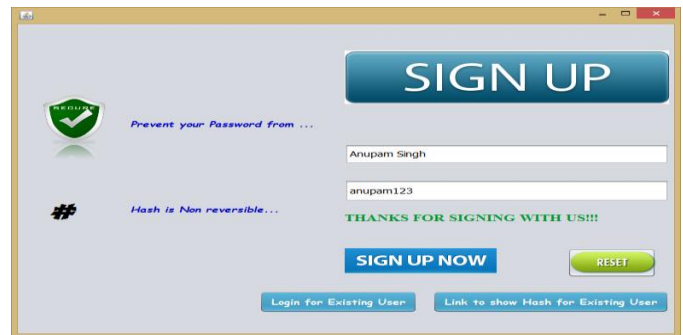 SIGN UP
SECURE
Prevent your Password from ...
Anupam Singh
anupam123
Hash is Non reversible...
THANKS FOR SIGNING WITH US!!!
SIGN UP NOW
RESET
Login for Existing User
Link to show Hash for Existing User